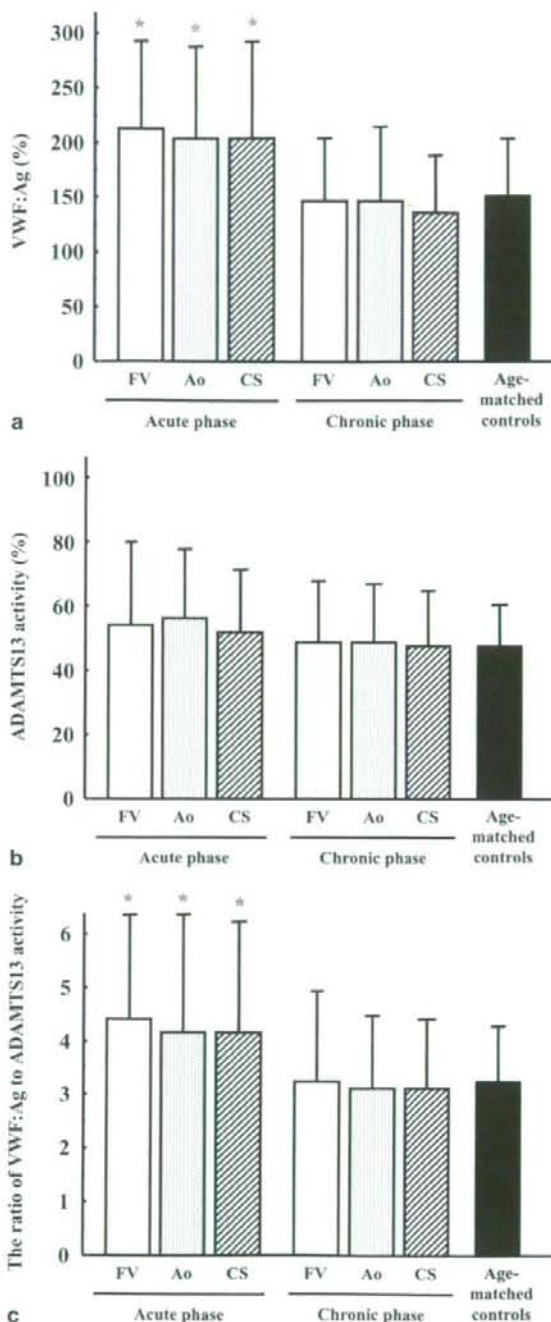 * * *
VWF:Ag (%)
300
250
200
150
100
50
0
FV Ao CS FV Ao CS Age-
matched
controls
Acute phase Chronic phase
a
ADAMTS13 activity (%)
100
80
60
40
20
0
FV Ao CS FV Ao CS Age-
matched
controls
Acute phase Chronic phase
b
* * *
The ratio of VWF:Ag to ADAMTS13 activity
6
5
4
3
2
1
0
FV Ao CS FV Ao CS Age-
matched
controls
Acute phase Chronic phase
c